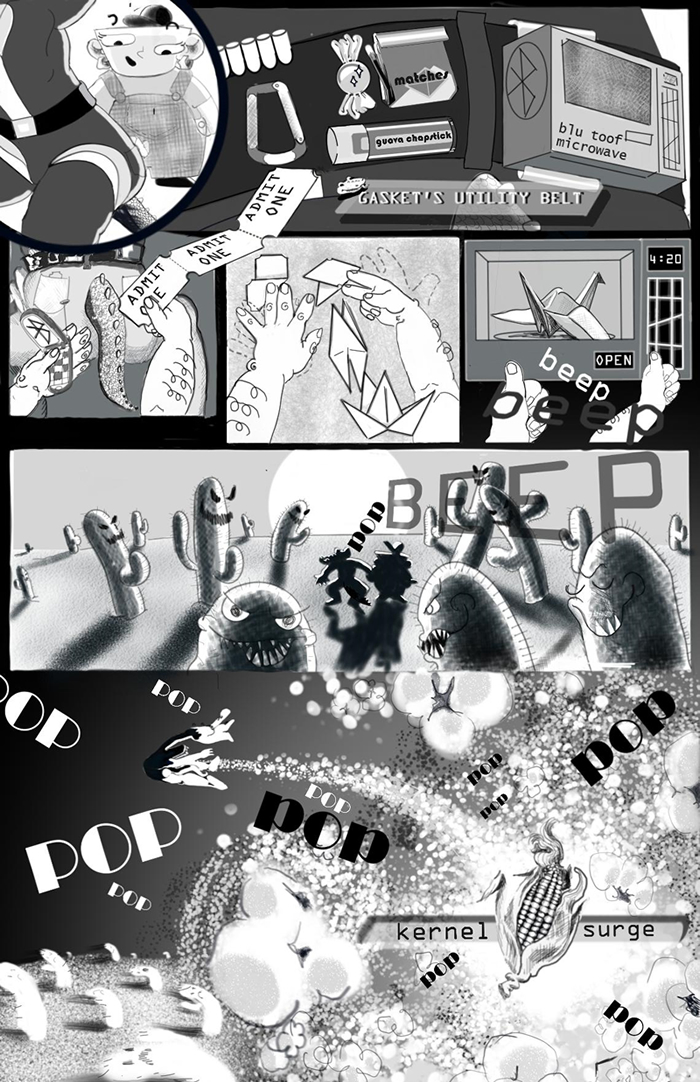 matches
guava chapstick
blu toof
microwave
GASKET'S UTILITY BELT
ADMIT
ONE
ADMIT
ONE
ADMIT
ONE
4:20
OPEN
beep
beep
BEEP
POP
POP
POP
POP
POP
POP
POP
POP
POP
POP
POP
kernel surge
POP
POP